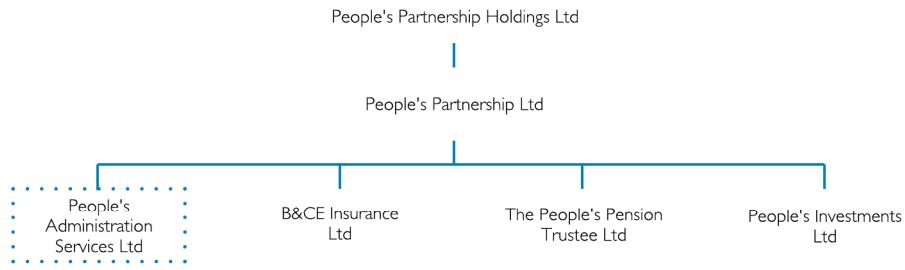 People's Partnership Holdings Ltd
People's Partnership Ltd
People's
Administration
Services Ltd
B&CE Insurance
Ltd
The People's Pension
Trustee Ltd
People's Investments
Ltd